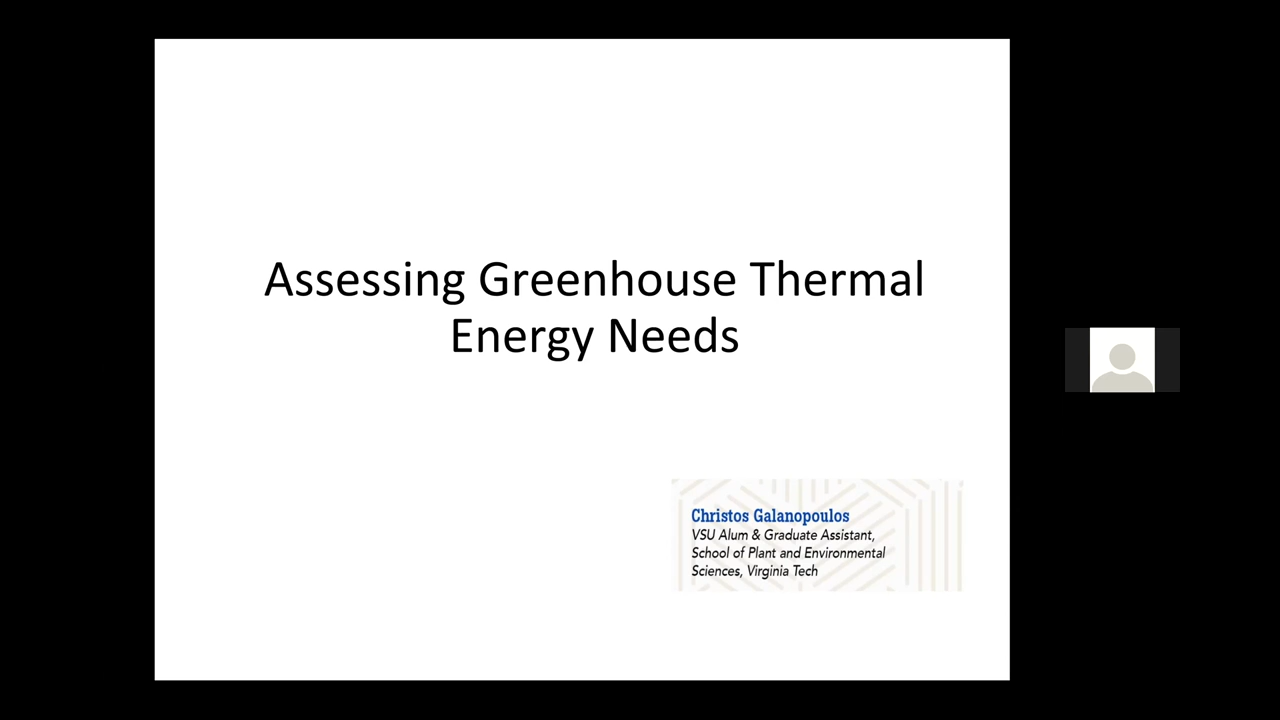 Assessing Greenhouse Thermal
Energy Needs
Christos Galanopoulos
VSU Alum & Graduate Assistant,
School of Plant and Environmental
Sciences, Virginia Tech